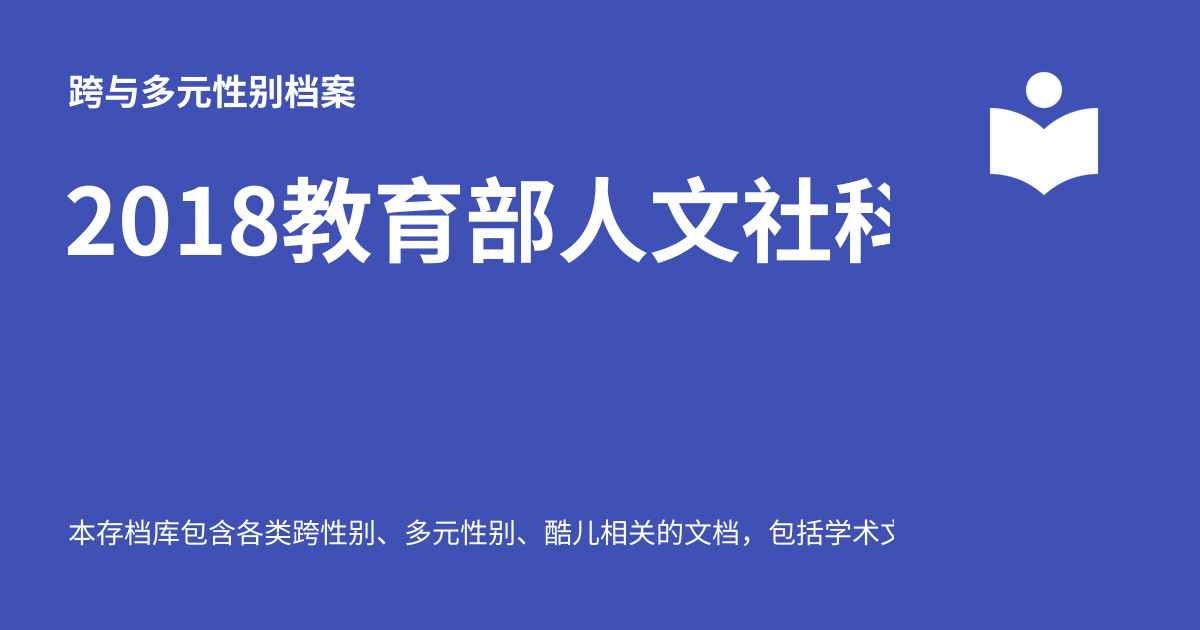 跨与多元性别档案
2018教育部人文社科
本存档库包含各类跨性别、多元性别、酷儿相关的文档，包括学术文